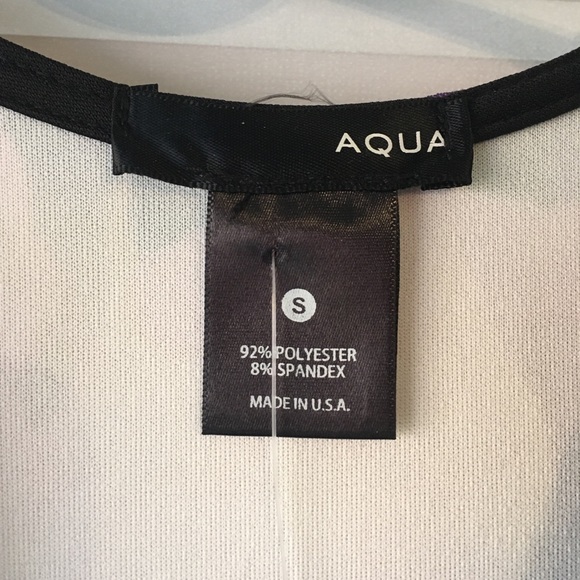 AQUA
S
92% POLYESTER
8% SPANDEX
MADE IN U.S.A.